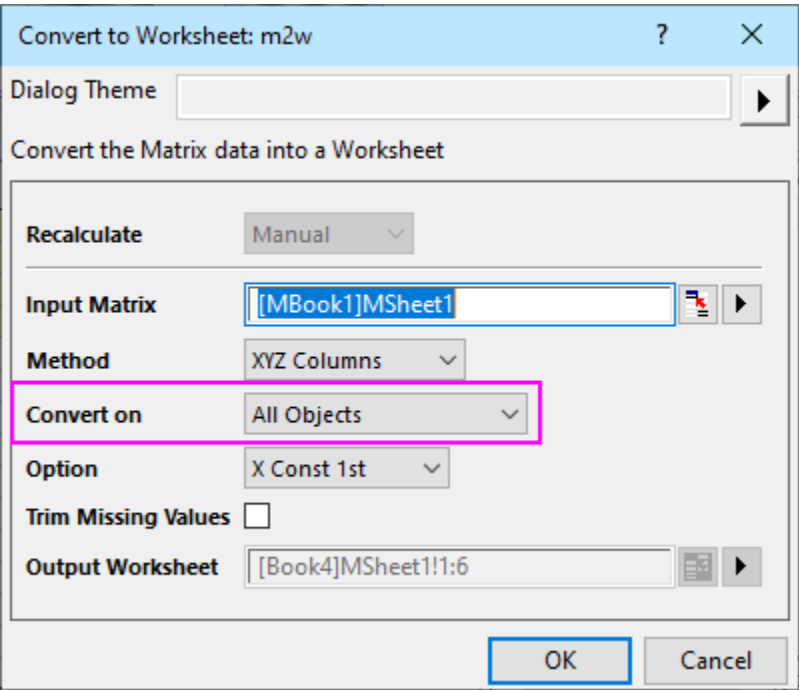 Convert to Worksheet: m2w ?
Dialog Theme
Convert the Matrix data into a Worksheet
Recalculate Manual
Input Matrix [MBook1]MSheet1
Method XYZ Columns
Convert on All Objects
Option X Const 1st
Trim Missing Values
Output Worksheet [Book4]MSheet1!1:6
OK Cancel